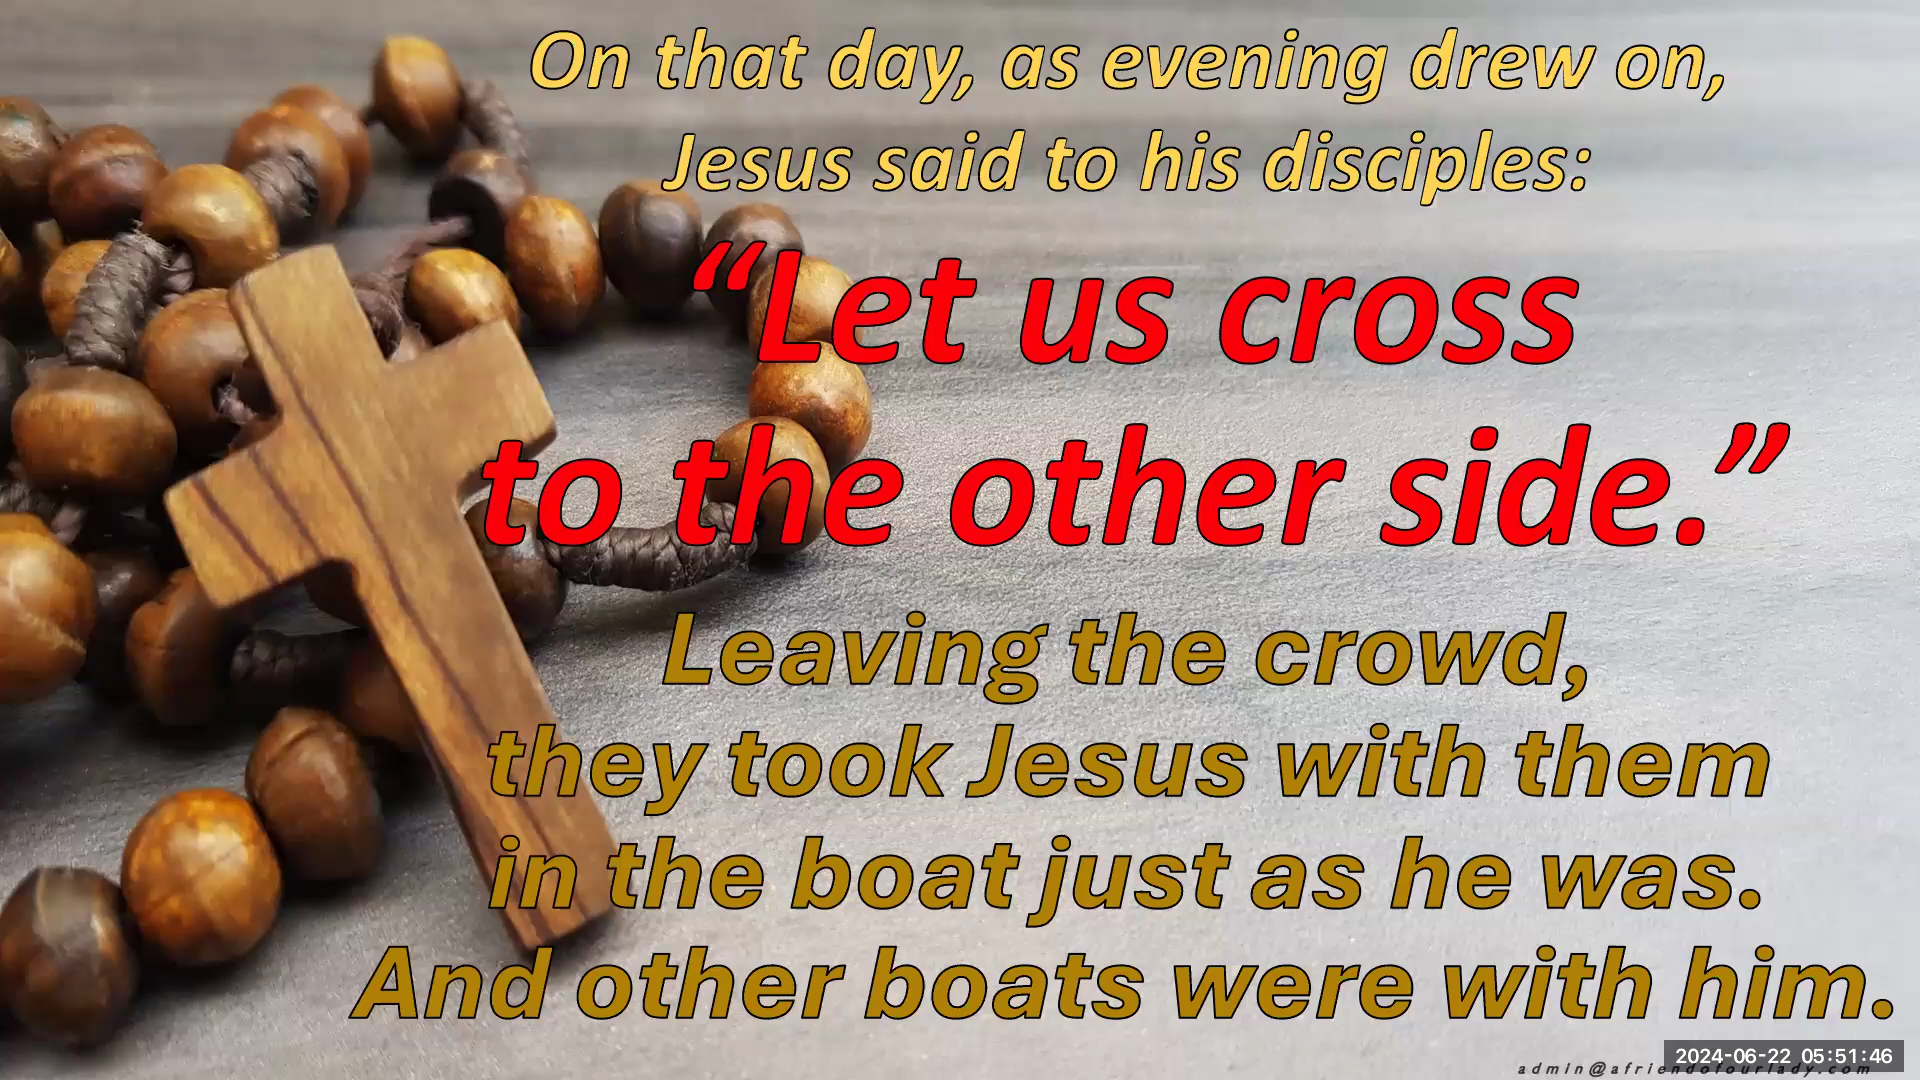 On that day, as evening drew on,
Jesus said to his disciples:
“Let us cross
to the other side.”
Leaving the crowd,
they took Jesus with them
in the boat just as he was.
And other boats were with him.
2024-06-22 05:51:46
admin@afriendofourlady.com